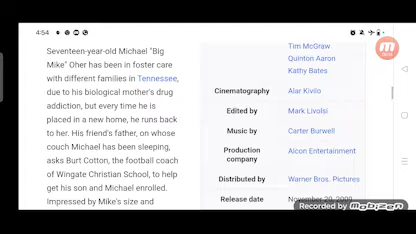 4:54
Seventeen-year-old Michael "Big
Mike" Oher has been in foster care
with different families in Tennessee,
due to his biological mother's drug
addiction, but every time he is
placed in a new home, he runs back
to her. His friend's father, on whose
couch Michael has been sleeping,
asks Burt Cotton, the football coach
of Wingate Christian School, to help
get his son and Michael enrolled.
Impressed by Mike's size and
Tim McGraw
Quinton Aaron
Kathy Bates
Cinematography Alar Kivilo
Edited by Mark Livolsi
Music by Carter Burwell
Production
company
Alcon Entertainment
Distributed by Warner Bros. Pictures
Release date November 20, 2009
Recorded by